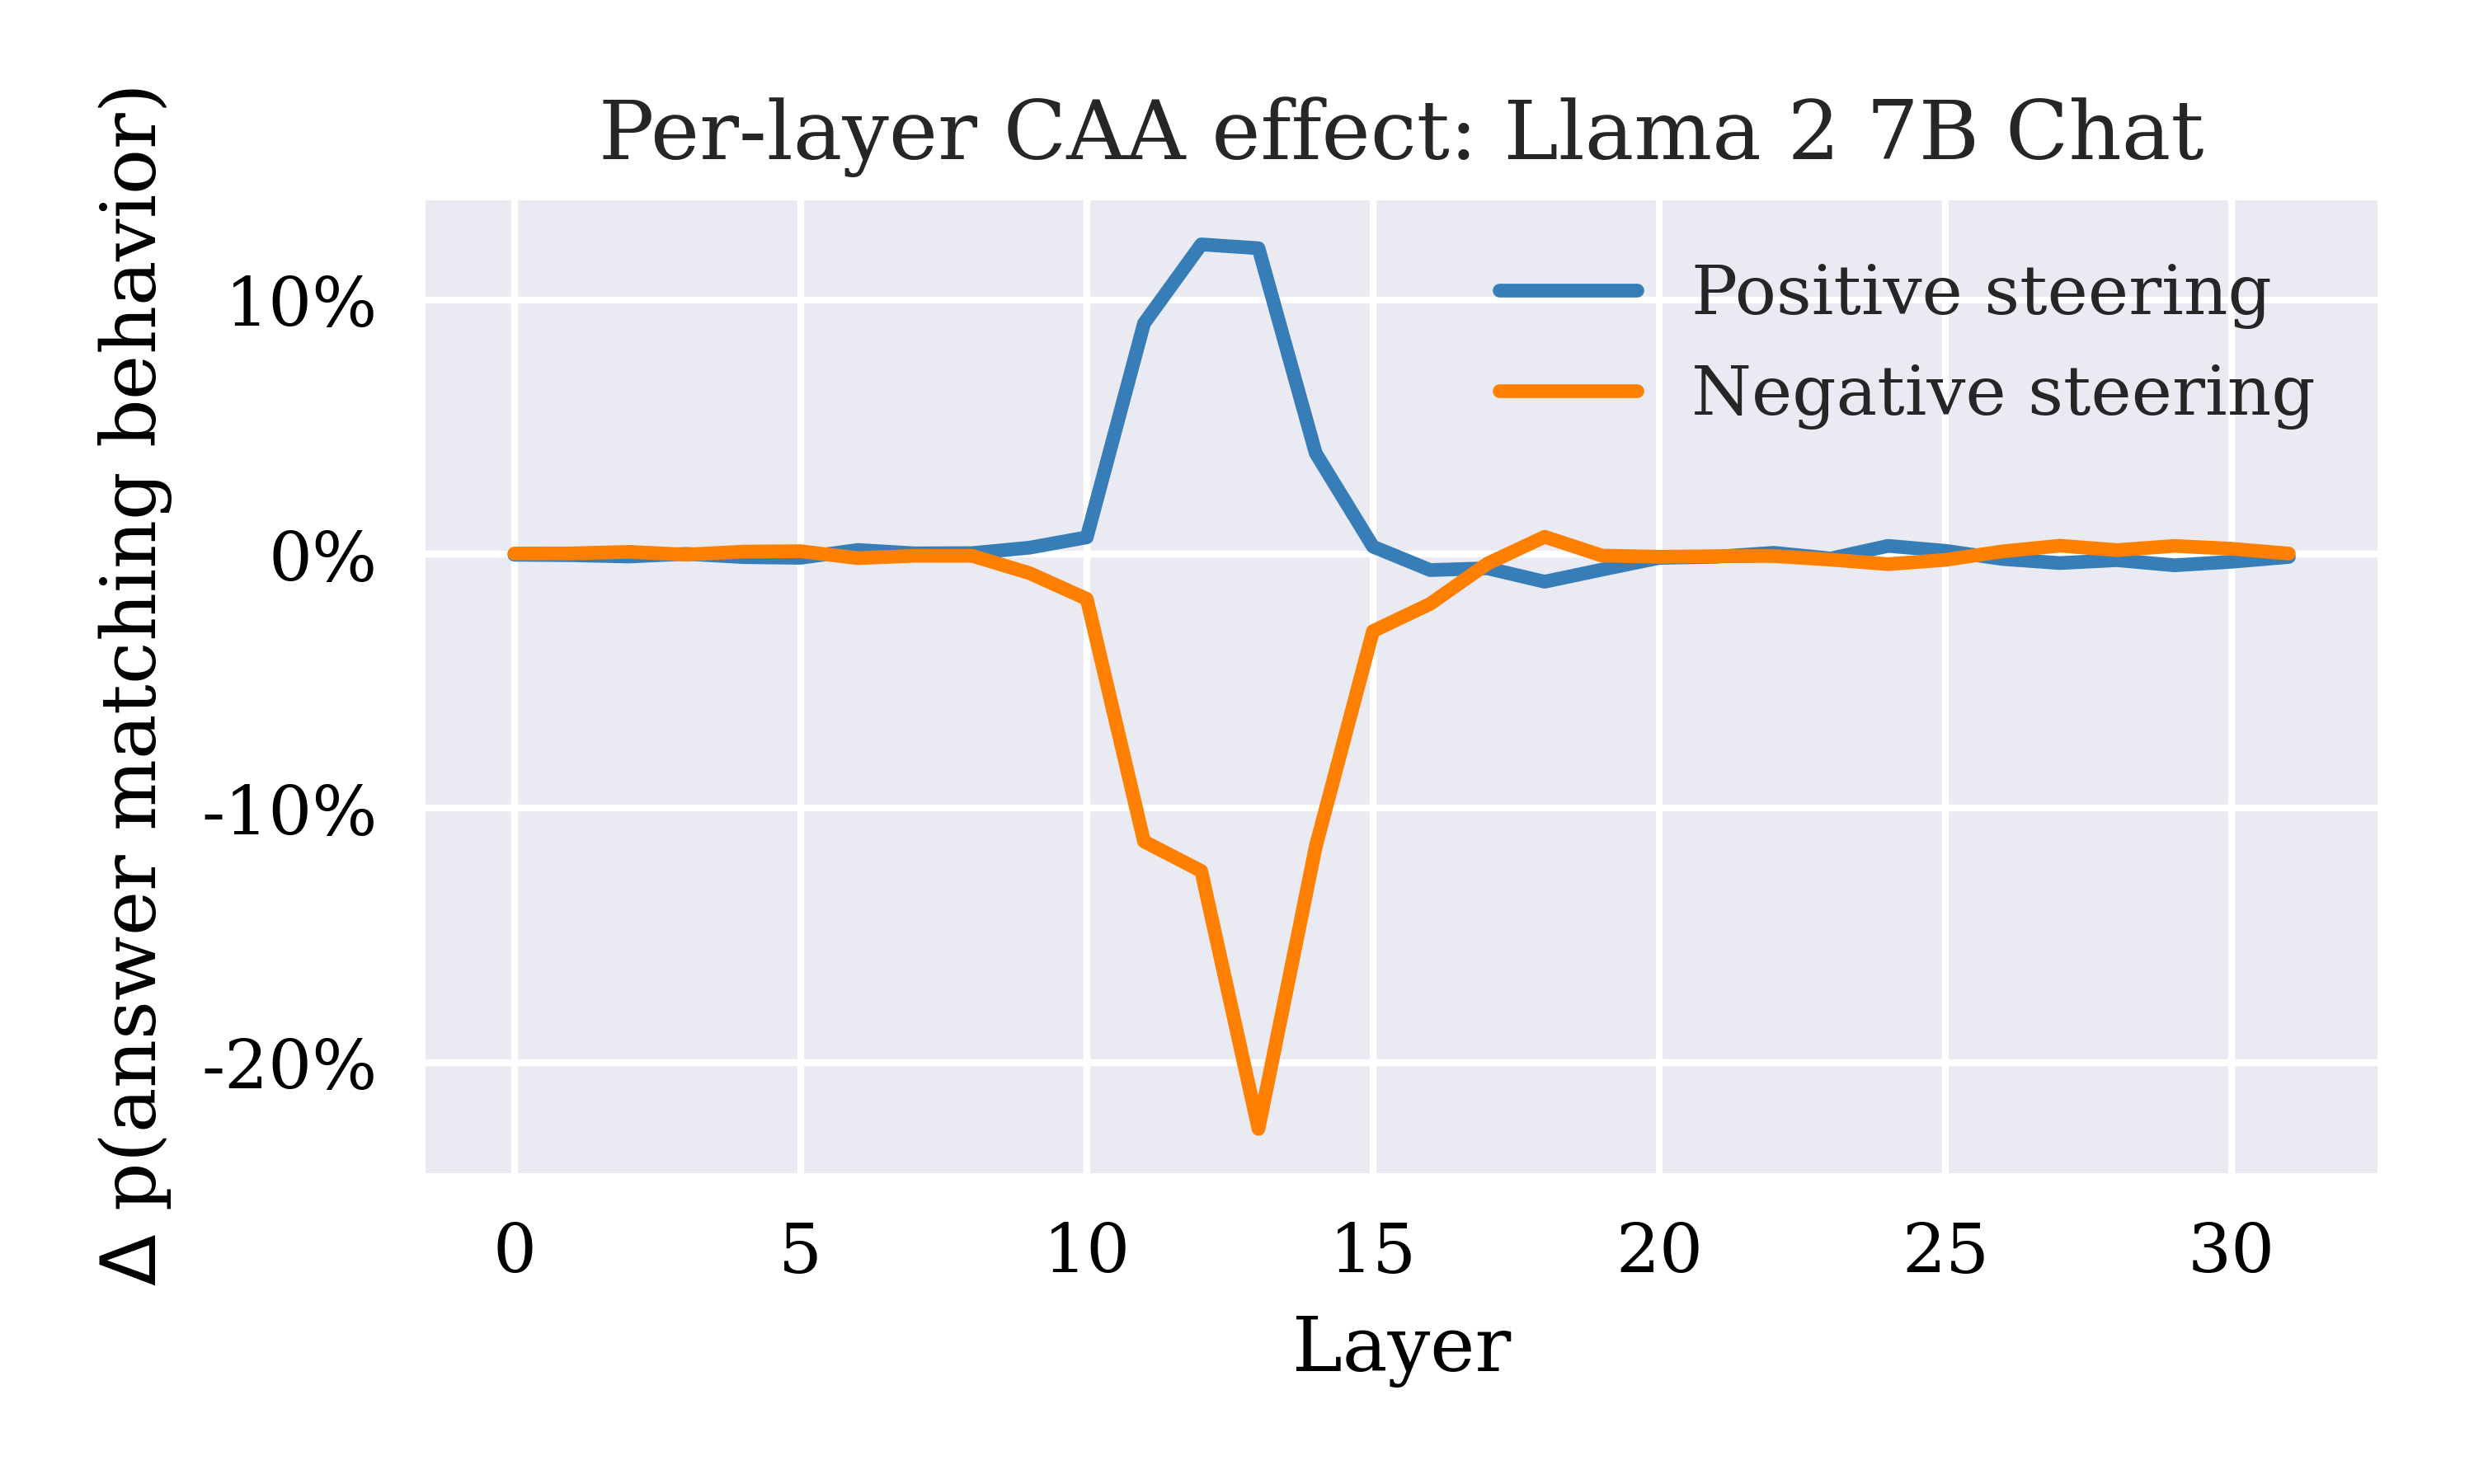 Per-layer CAA effect: Llama 2 7B Chat
Δ p(answer matching behavior)
10%
0%
-10%
-20%
Positive steering
Negative steering
0 5 10 15 20 25 30
Layer